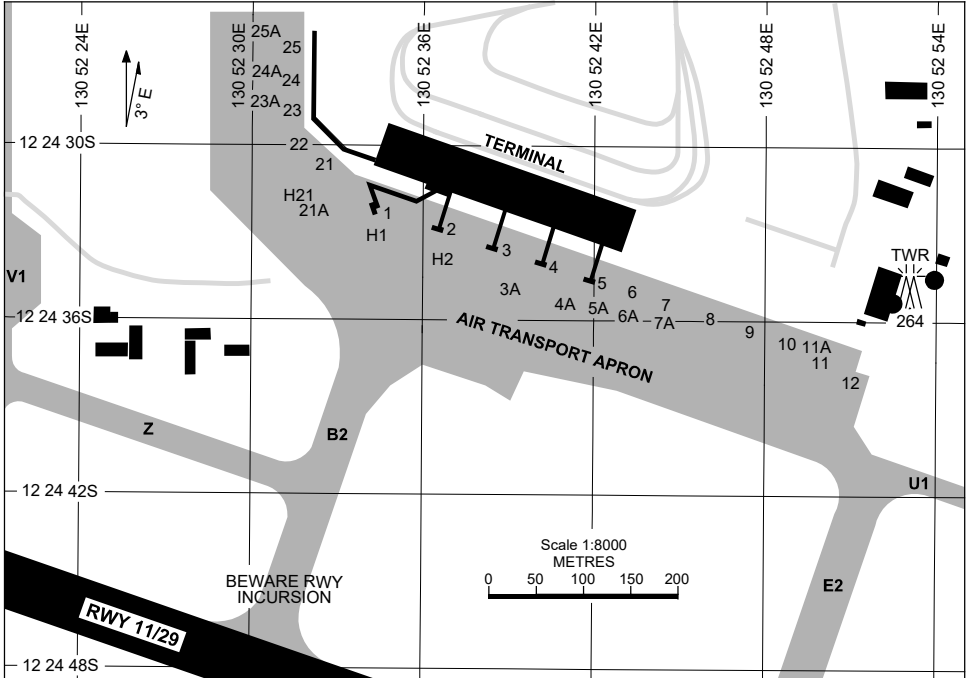 130 52 24E
130 52 30E
130 52 36E
130 52 42E
130 52 48E
130 52 54E
3° E
25A
25
24A
24
23A
23
12 24 30S
22
21
TERMINAL
H21
21A
1
H1
2
H2
3
4
5
3A
4A
5A
6
6A
7
7A
8
9
10
11A
11
12
TWR
264
V1
12 24 36S
AIR TRANSPORT APRON
Z
B2
12 24 42S
U1
Scale 1:8000
METRES
0 50 100 150 200
BEWARE RWY
INCURSION
E2
RWY 11/29
12 24 48S